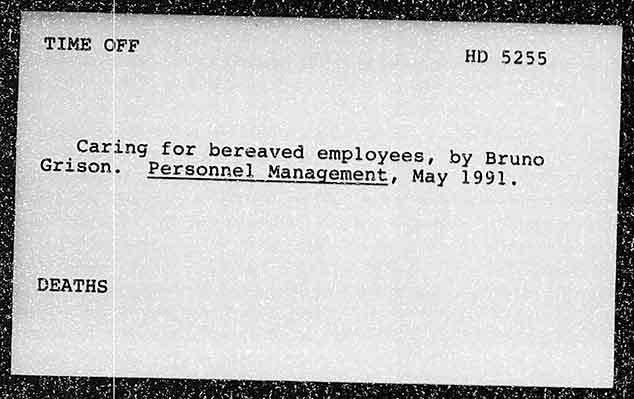 TIME OFF
HD 5255
Caring for bereaved employees, by Bruno
Grison. Personnel Management, May 1991.
DEATHS